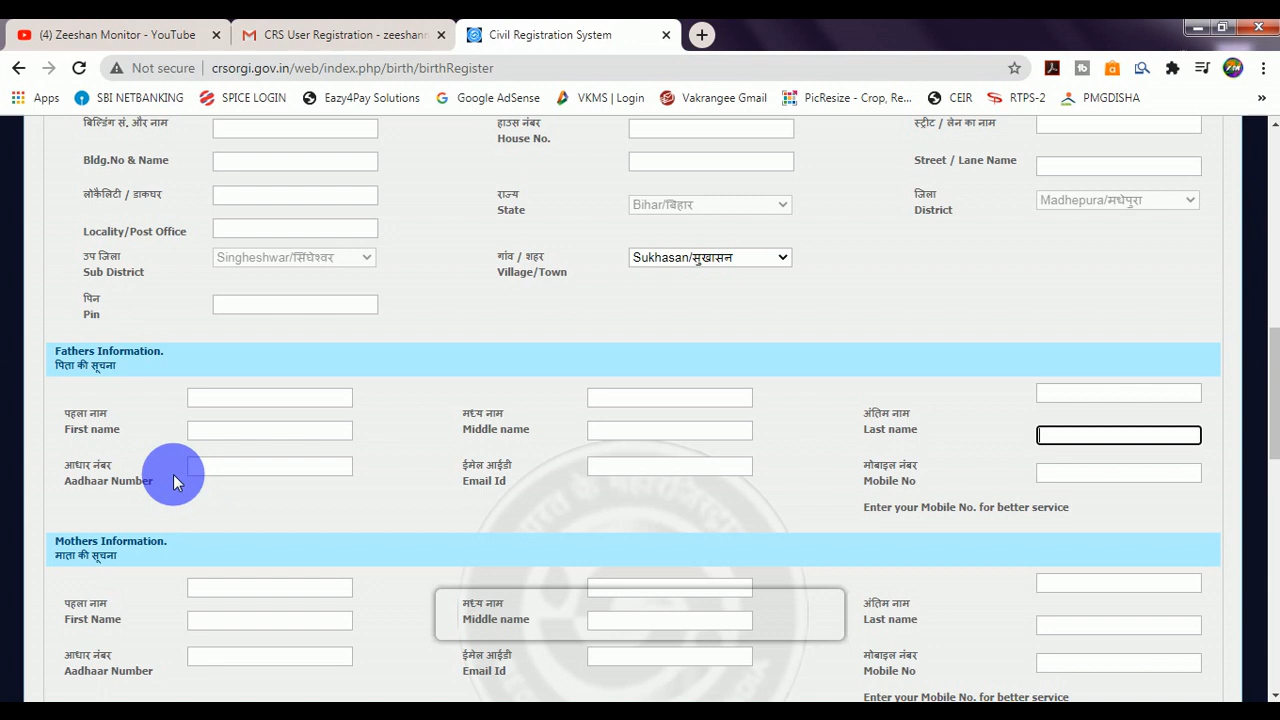 (4) Zeeshan Monitor - YouTube
CRS User Registration - zeeshann
Civil Registration System
Not secure
crsorgi.gov.in/web/index.php/birth/birthRegister
Apps
SBI NETBANKING
SPICE LOGIN
Eazy4Pay Solutions
Google AdSense
VKMS | Login
Vakrangee Gmail
PicResize - Crop, Re...
CEIR
RTPS-2
PMGDISHA
»
बिल्डिंग सं. और नाम
हाउस नंबर
House No.
स्ट्रीट / लेन का नाम
Bldg.No & Name
Street / Lane Name
लोकैलिटी / डाकघर
राज्य
State
Bihar/बिहार
जिला
District
Madhepura/मधेपुरा
Locality/Post Office
उप जिला
Sub District
Singheshwar/सिंघेश्वर
गांव / शहर
Village/Town
Sukhasan/सुखासन
पिन
Pin
Fathers Information.
पिता की सूचना
पहला नाम
First name
मध्य नाम
Middle name
अंतिम नाम
Last name
आधार नंबर
Aadhaar Number
ईमेल आईडी
Email Id
मोबाइल नंबर
Mobile No
Enter your Mobile No. for better service
Mothers Information.
माता की सूचना
पहला नाम
First Name
मध्य नाम
Middle name
अंतिम नाम
Last name
आधार नंबर
Aadhaar Number
ईमेल आईडी
Email Id
मोबाइल नंबर
Mobile No
Enter your Mobile No. for better service